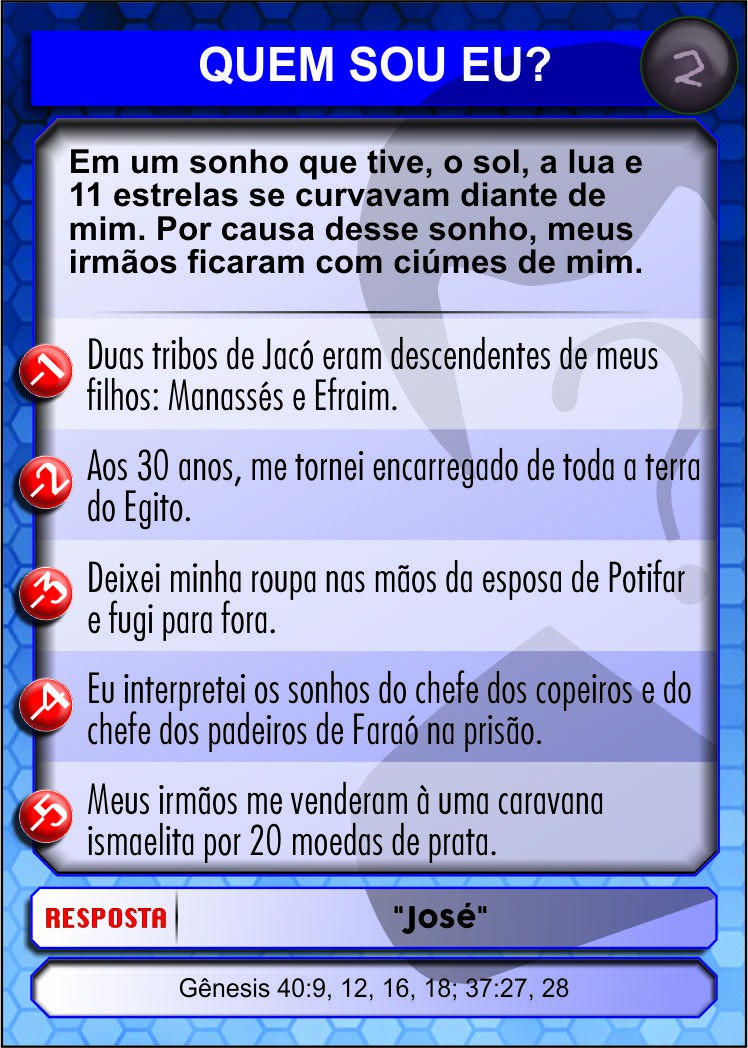 QUEM SOU EU?
2
Em um sonho que tive, o sol, a lua e
11 estrelas se curvavam diante de
mim. Por causa desse sonho, meus
irmãos ficaram com ciúmes de mim.
1 Duas tribos de Jacó eram descendentes de meus
filhos: Manassés e Efraim.
2 Aos 30 anos, me tornei encarregado de toda a terra
do Egito.
3 Deixei minha roupa nas mãos da esposa de Potifar
e fugi para fora.
4 Eu interpretei os sonhos do chefe dos copeiros e do
chefe dos padeiros de Faraó na prisão.
5 Meus irmãos me venderam à uma caravana
ismaelita por 20 moedas de prata.
RESPOSTA "José"
Gênesis 40:9, 12, 16, 18; 37:27, 28